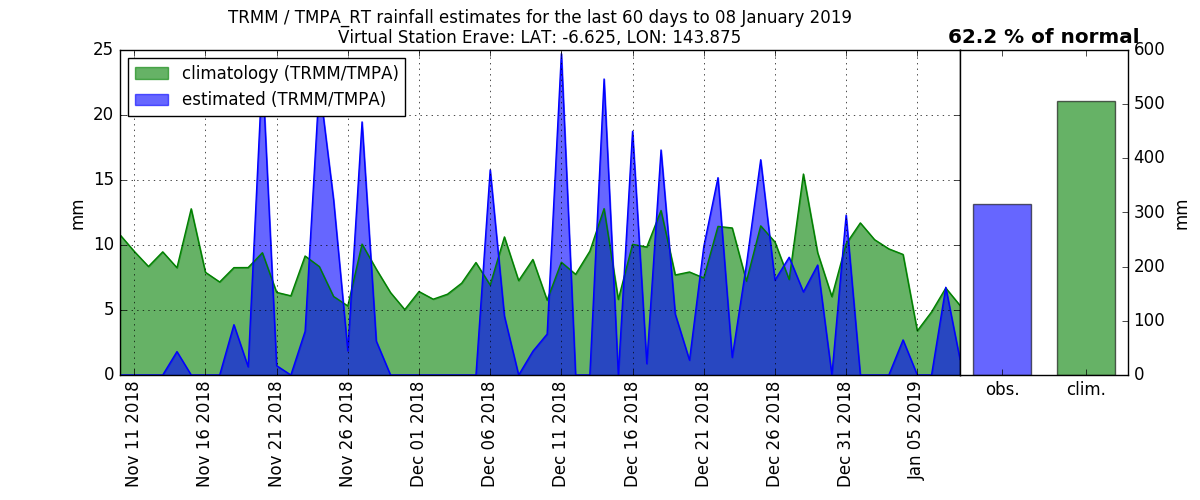 TRMM / TMPA_RT rainfall estimates for the last 60 days to 08 January 2019
Virtual Station Erave: LAT: -6.625, LON: 143.875
62.2 % of normal
climatology (TRMM/TMPA)
estimated (TRMM/TMPA)
25
20
15
10
5
0
mm
Nov 11 2018
Nov 16 2018
Nov 21 2018
Nov 26 2018
Dec 01 2018
Dec 06 2018
Dec 11 2018
Dec 16 2018
Dec 21 2018
Dec 26 2018
Dec 31 2018
Jan 05 2019
obs.
clim.
600
500
400
300
200
100
0
mm